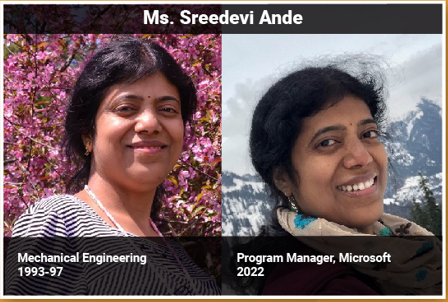 Ms. Sreedevi Ande
Mechanical Engineering
1993-97
Program Manager, Microsoft
2022